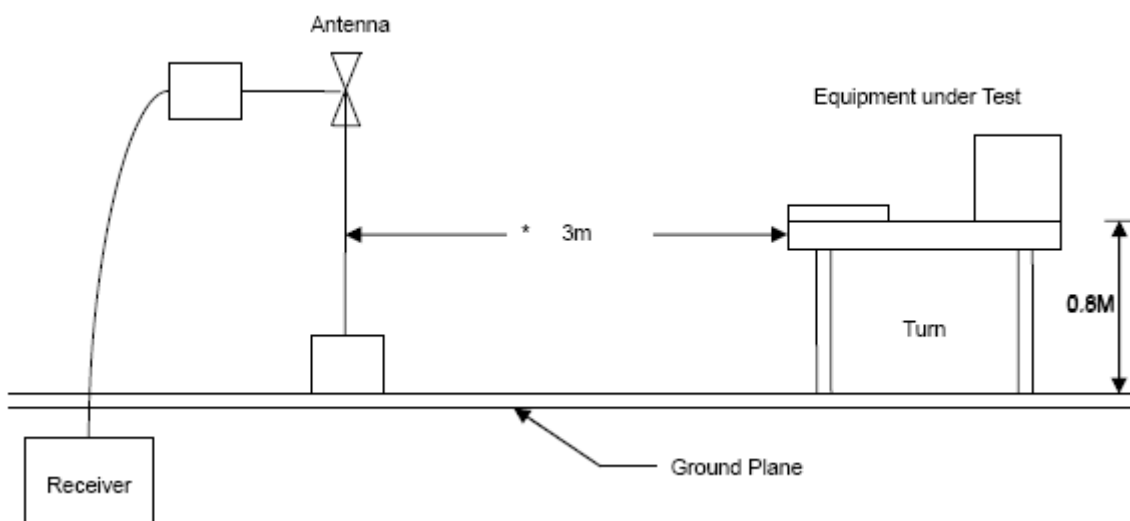 Antenna
Equipment under Test
* 3m
0.8M
Turn
Ground Plane
Receiver